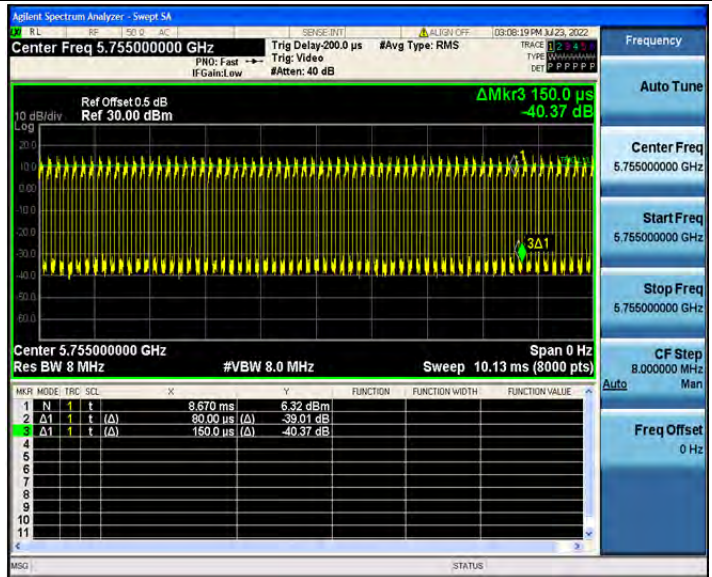 Agilent Spectrum Analyzer - Swept SA
RL RF 50 Ω AC SENSE:INT ALIGN OFF 03:08:19 PM Jul 23, 2022
Center Freq 5.755000000 GHz
PNO: Fast
IFGain:Low
Trig Delay-200.0 µs
Trig: Video
#Atten: 40 dB
#Avg Type: RMS
TRACE 1 2 3 4 5 6
TYPE
DET P P P P P P
Ref Offset 0.5 dB
Ref 30.00 dBm
10 dB/div
Log
ΔMkr3 150.0 µs
-40.37 dB
20.0
10.0
0.00
-10.0
-20.0
-30.0
-40.0
-50.0
-60.0
1
3Δ1
Center 5.755000000 GHz
Span 0 Hz
Res BW 8 MHz
#VBW 8.0 MHz
Sweep 10.13 ms (8000 pts)
MKR MODE TRC SCL X Y FUNCTION FUNCTION WIDTH FUNCTION VALUE
1 N 1 t 8.670 ms 6.32 dBm
2 Δ1 1 t (Δ) 80.00 µs (Δ) -39.01 dB
3 Δ1 1 t (Δ) 150.0 µs (Δ) -40.37 dB
4
5
6
7
8
9
10
11
MSG
STATUS
Frequency
Auto Tune
Center Freq
5.755000000 GHz
Start Freq
5.755000000 GHz
Stop Freq
5.755000000 GHz
CF Step
8.000000 MHz
Auto Man
Freq Offset
0 Hz